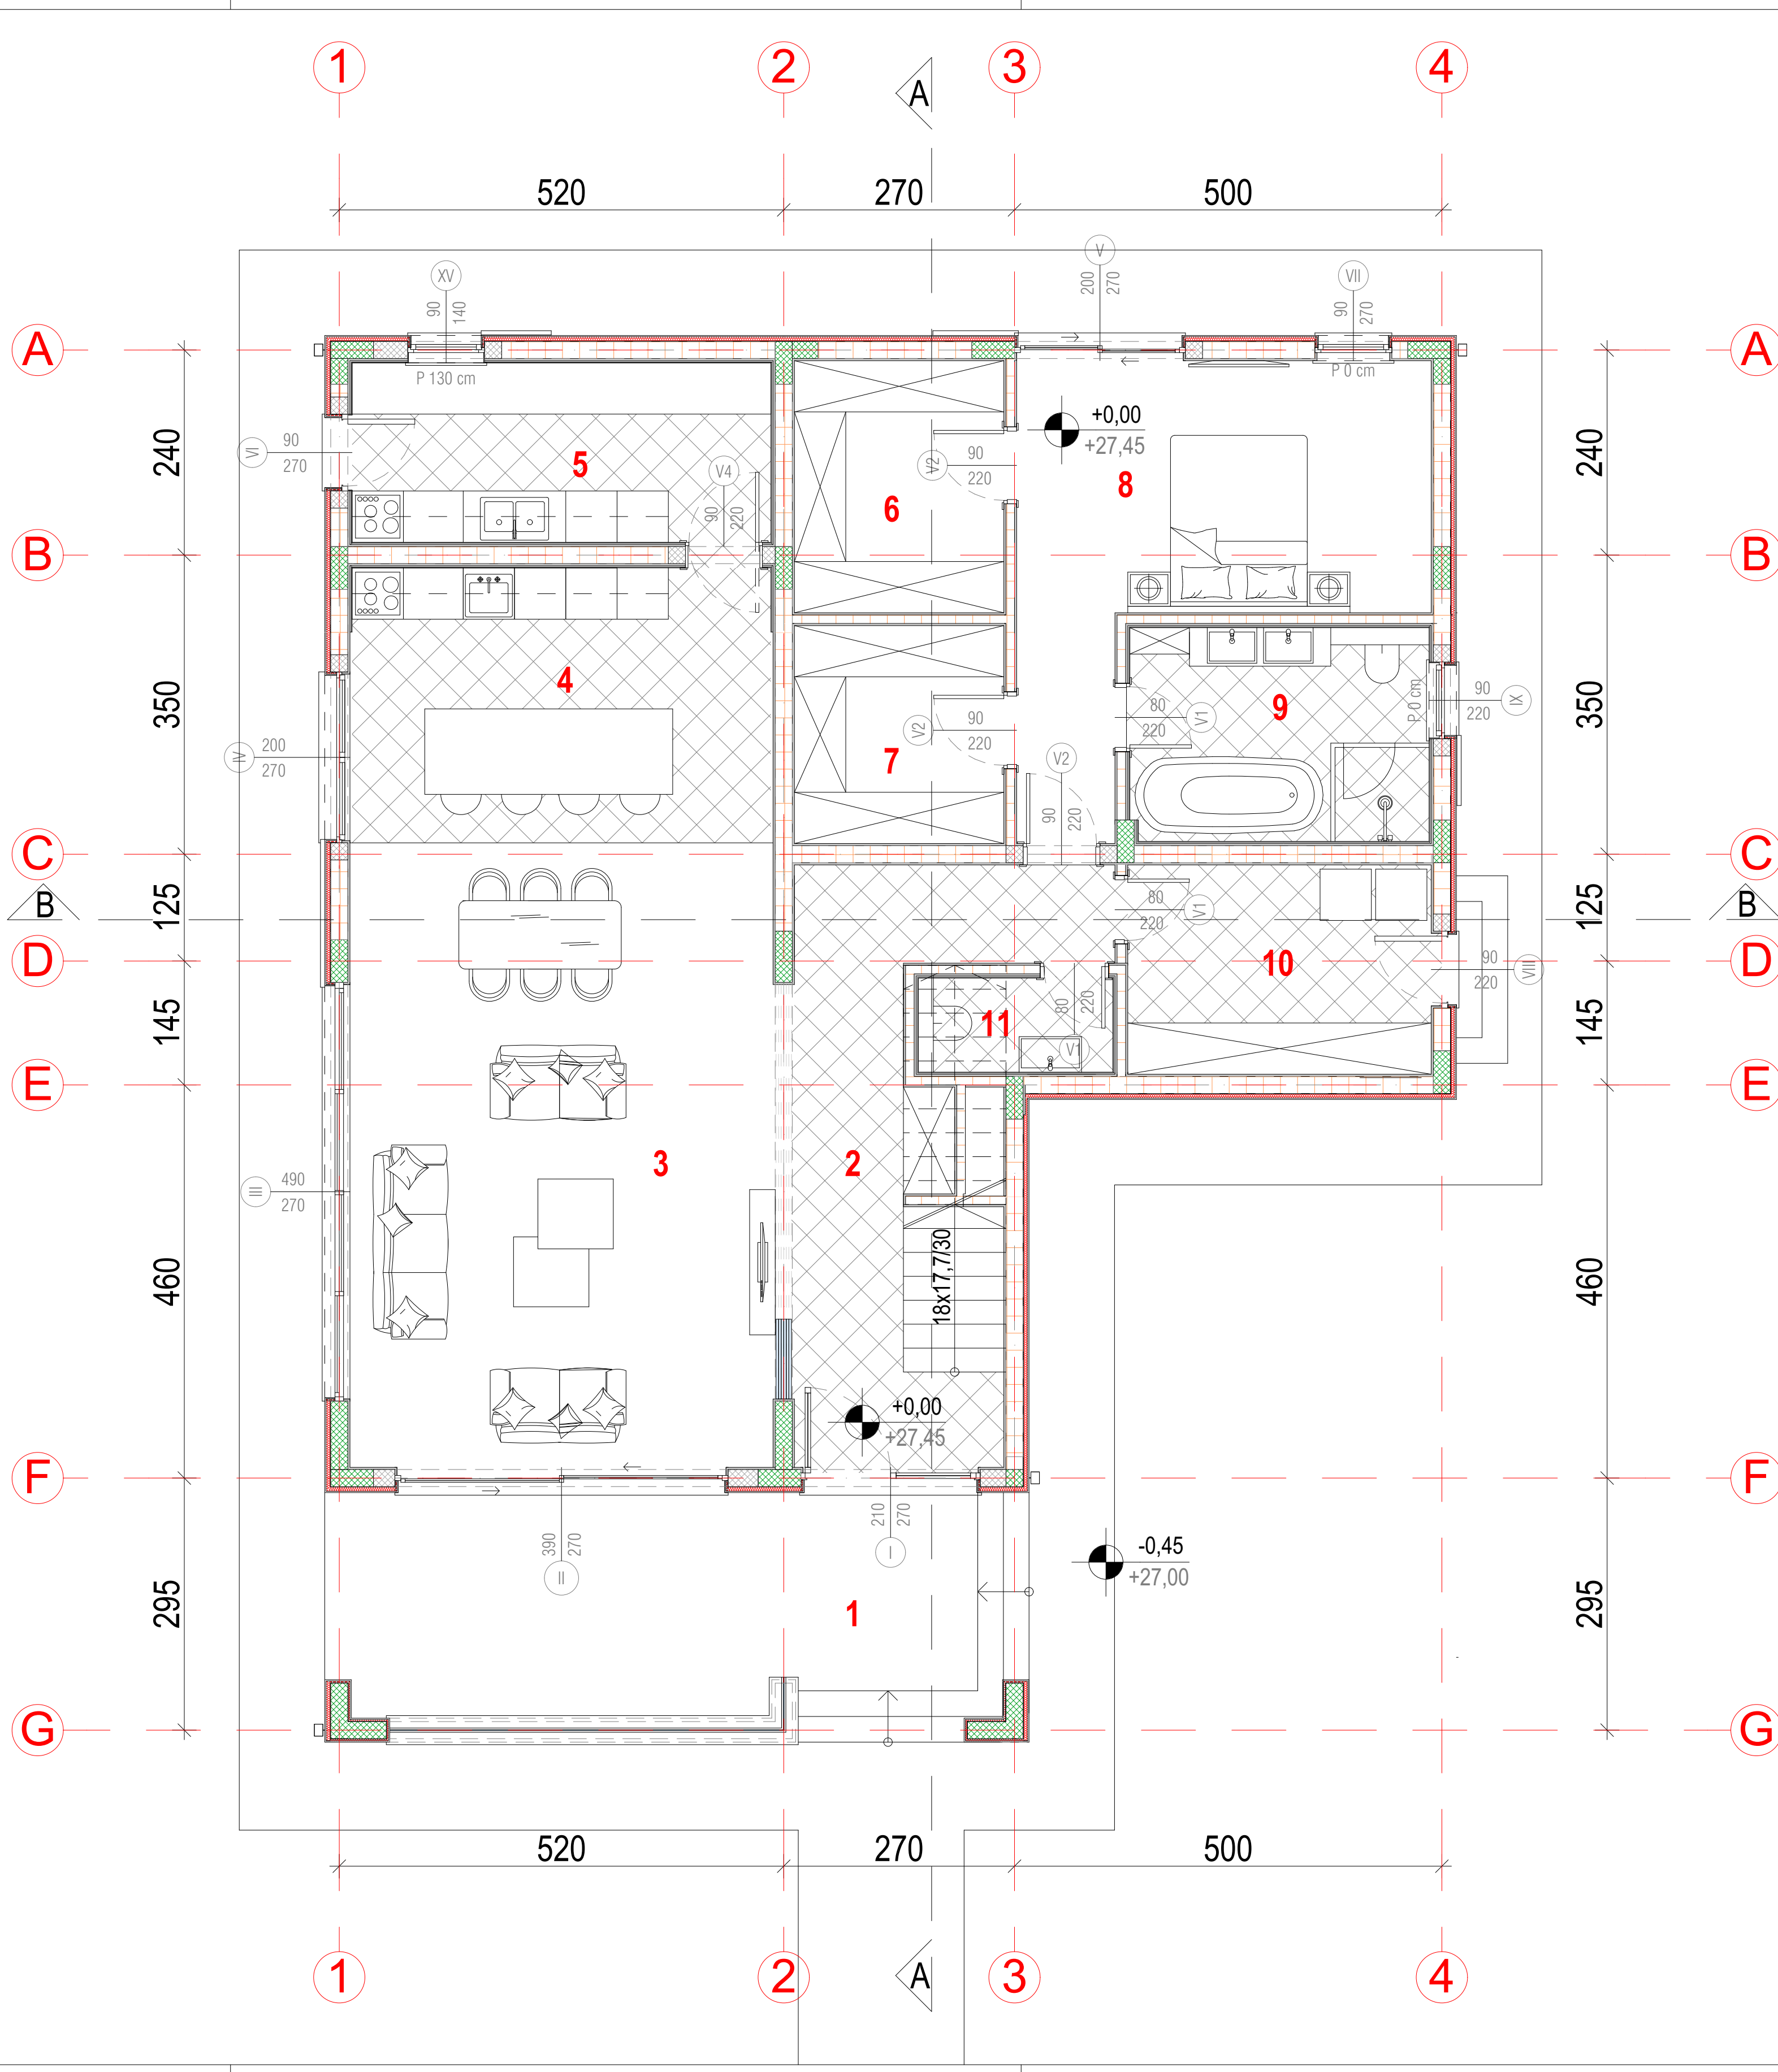 1 2 3 4
A
520 270 500
V
XV VII
90 140
200 270
90 270
A A
P 130 cm P 0 cm
+0,00
+27,45
240 240
VI 90 270
5
V4
90 220
V2 90 220
6
8
B B
350 350
4
9
P 0 cm
90 220 IX
80 220 V1
V2 90 220
7
V2
90 220
IV 200 270
C C
125 125
B B
80 220 V1
D D
10
90 220 VIII
145 145
11
80 220
V1
E E
3 2
III 490 270
18x17,7/30
460 460
+0,00
+27,45
F F
390 270
II
210 270
I
-0,45
+27,00
295 295
1
G G
520 270 500
A
1 2 3 4